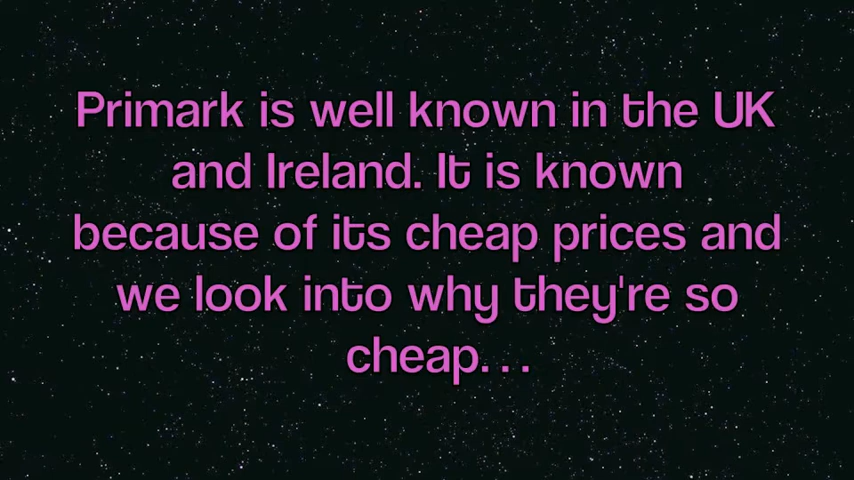 Primark is well known in the UK
and Ireland. It is known
because of its cheap prices and
we look into why they're so
cheap...